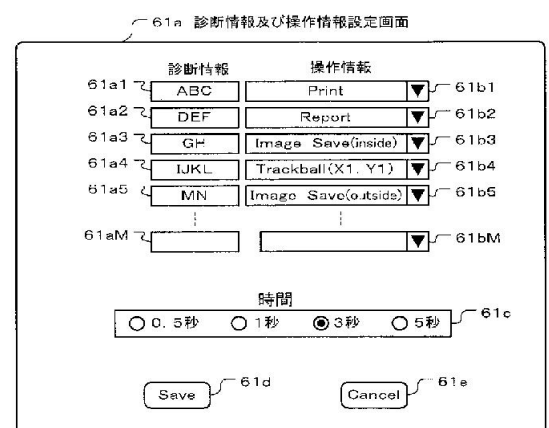 61a 診断情報及び操作情報設定画面
診断情報 操作情報
61a1 ABC Print ▼ 61b1
61a2 DEF Report ▼ 61b2
61a3 GH Image Save(inside) ▼ 61b3
61a4 IJKL Trackball(X1, Y1) ▼ 61b4
61a5 MN Image Save(outside) ▼ 61b5
61aM ▼ 61bM
時間
0.5秒 1秒 3秒 5秒 61c
Save 61d Cancel 61e